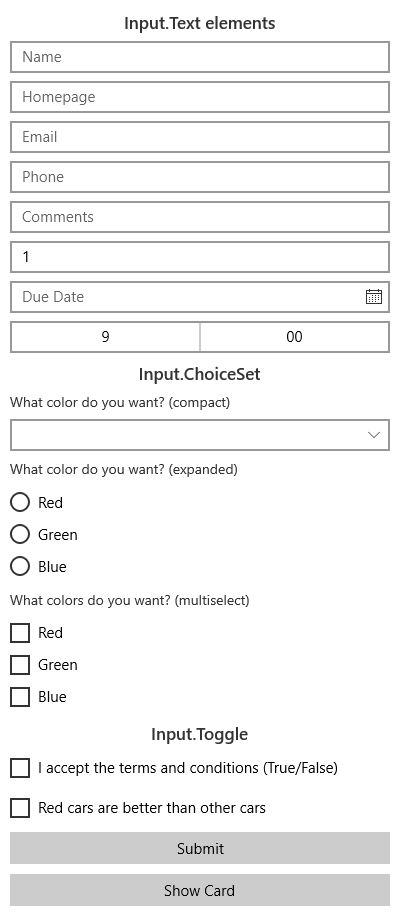 Input.Text elements
Name
Homepage
Email
Phone
Comments
1
Due Date
9 00
Input.ChoiceSet
What color do you want? (compact)
What color do you want? (expanded)
Red
Green
Blue
What colors do you want? (multiselect)
Red
Green
Blue
Input.Toggle
I accept the terms and conditions (True/False)
Red cars are better than other cars
Submit
Show Card